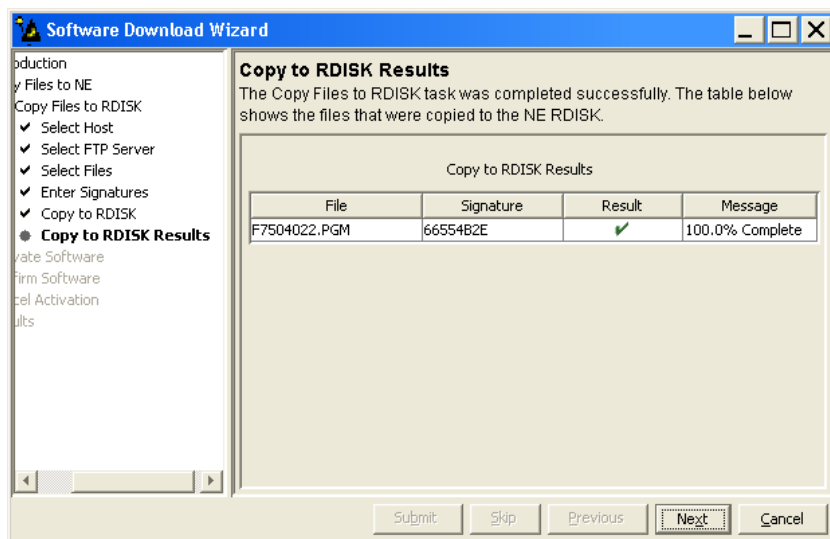 Software Download Wizard
oduction
y Files to NE
Copy Files to RDISK
Select Host
Select FTP Server
Select Files
Enter Signatures
Copy to RDISK
Copy to RDISK Results
vate Software
firm Software
cel Activation
ults
Copy to RDISK Results
The Copy Files to RDISK task was completed successfully. The table below
shows the files that were copied to the NE RDISK.
Copy to RDISK Results
File Signature Result Message
F7504022.PGM 66554B2E 100.0% Complete
Submit Skip Previous Next Cancel